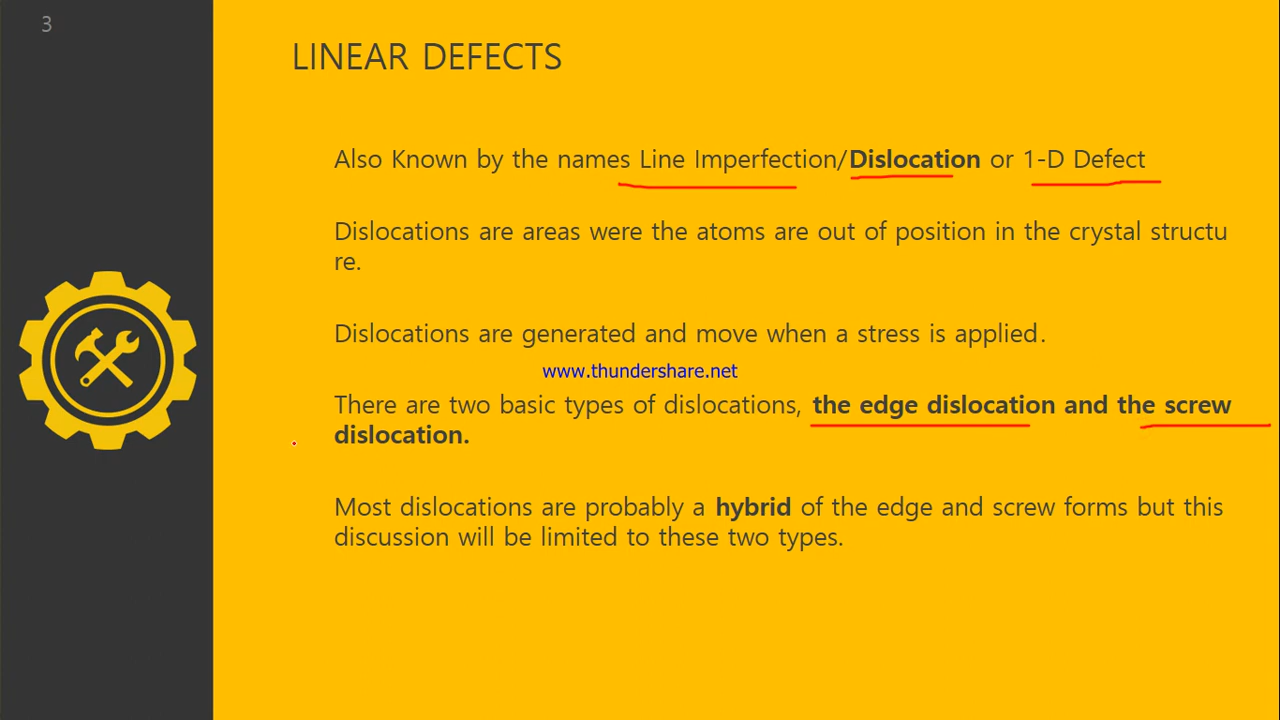 3
LINEAR DEFECTS
Also Known by the names Line Imperfection/Dislocation or 1-D Defect
Dislocations are areas were the atoms are out of position in the crystal structu
re.
Dislocations are generated and move when a stress is applied.
www.thundershare.net
There are two basic types of dislocations, the edge dislocation and the screw
dislocation.
Most dislocations are probably a hybrid of the edge and screw forms but this
discussion will be limited to these two types.